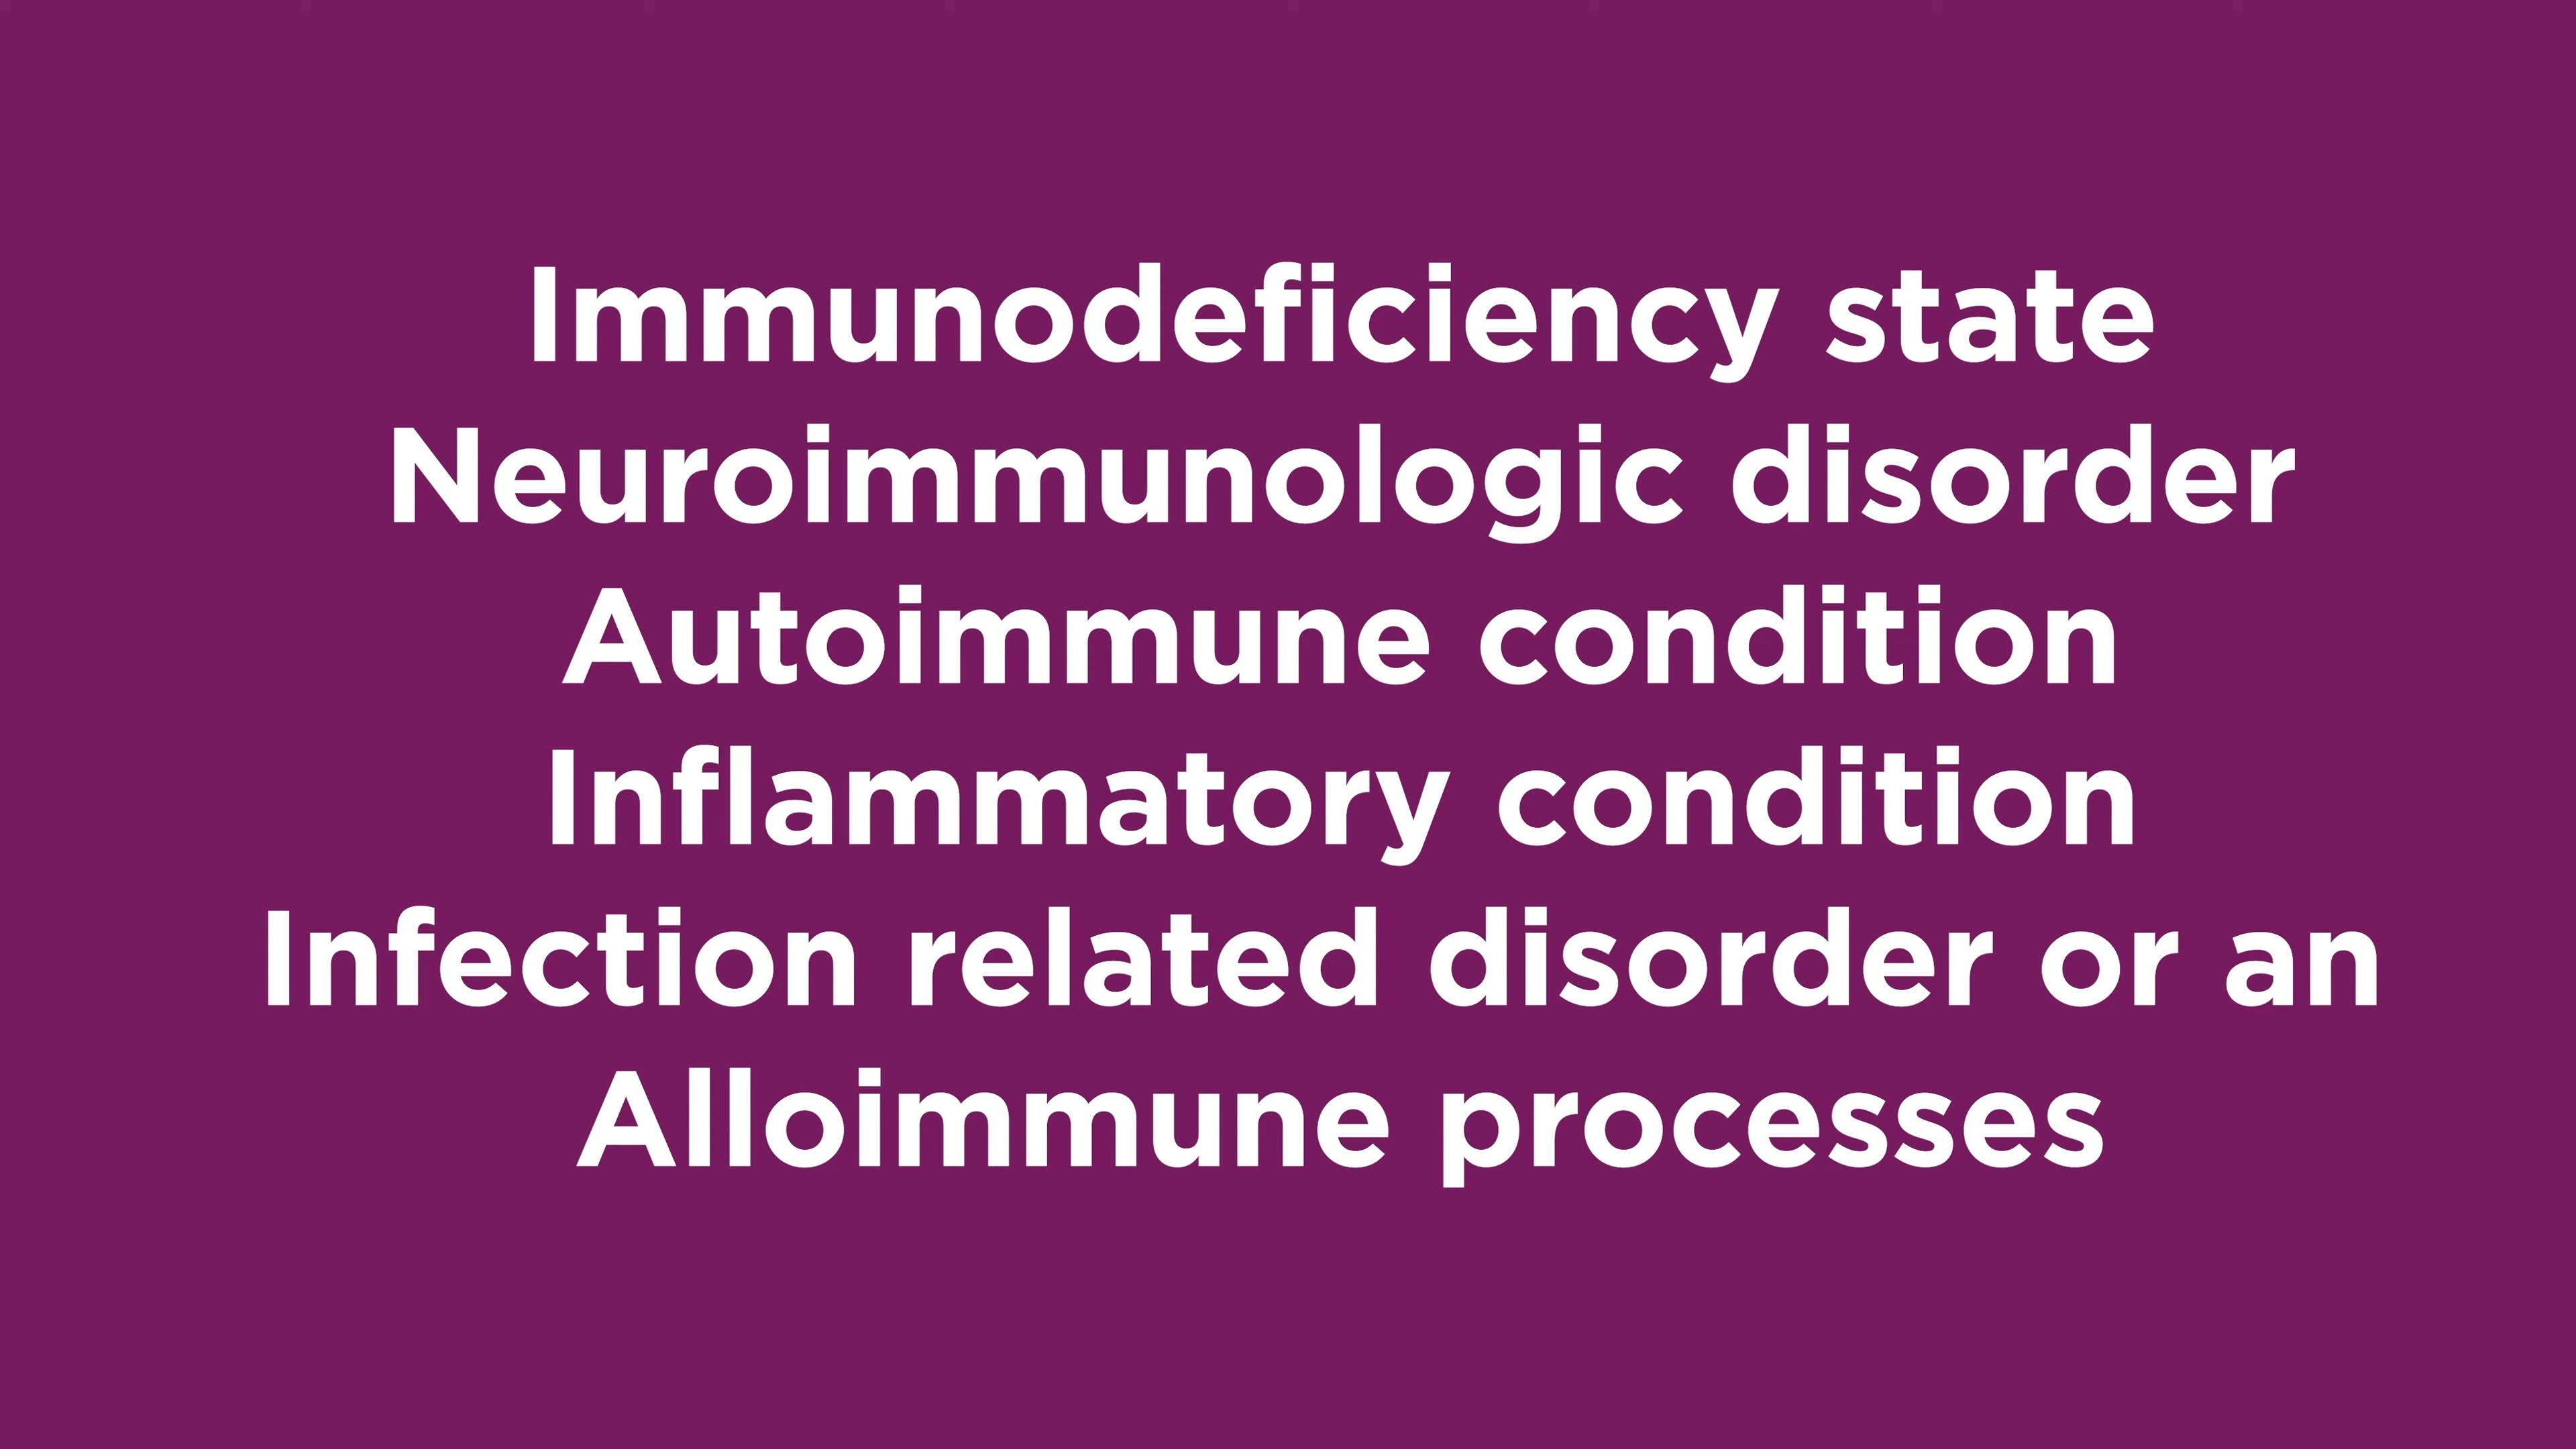 Immunodeficiency state
Neuroimmunologic disorder
Autoimmune condition
Inflammatory condition
Infection related disorder or an
Alloimmune processes